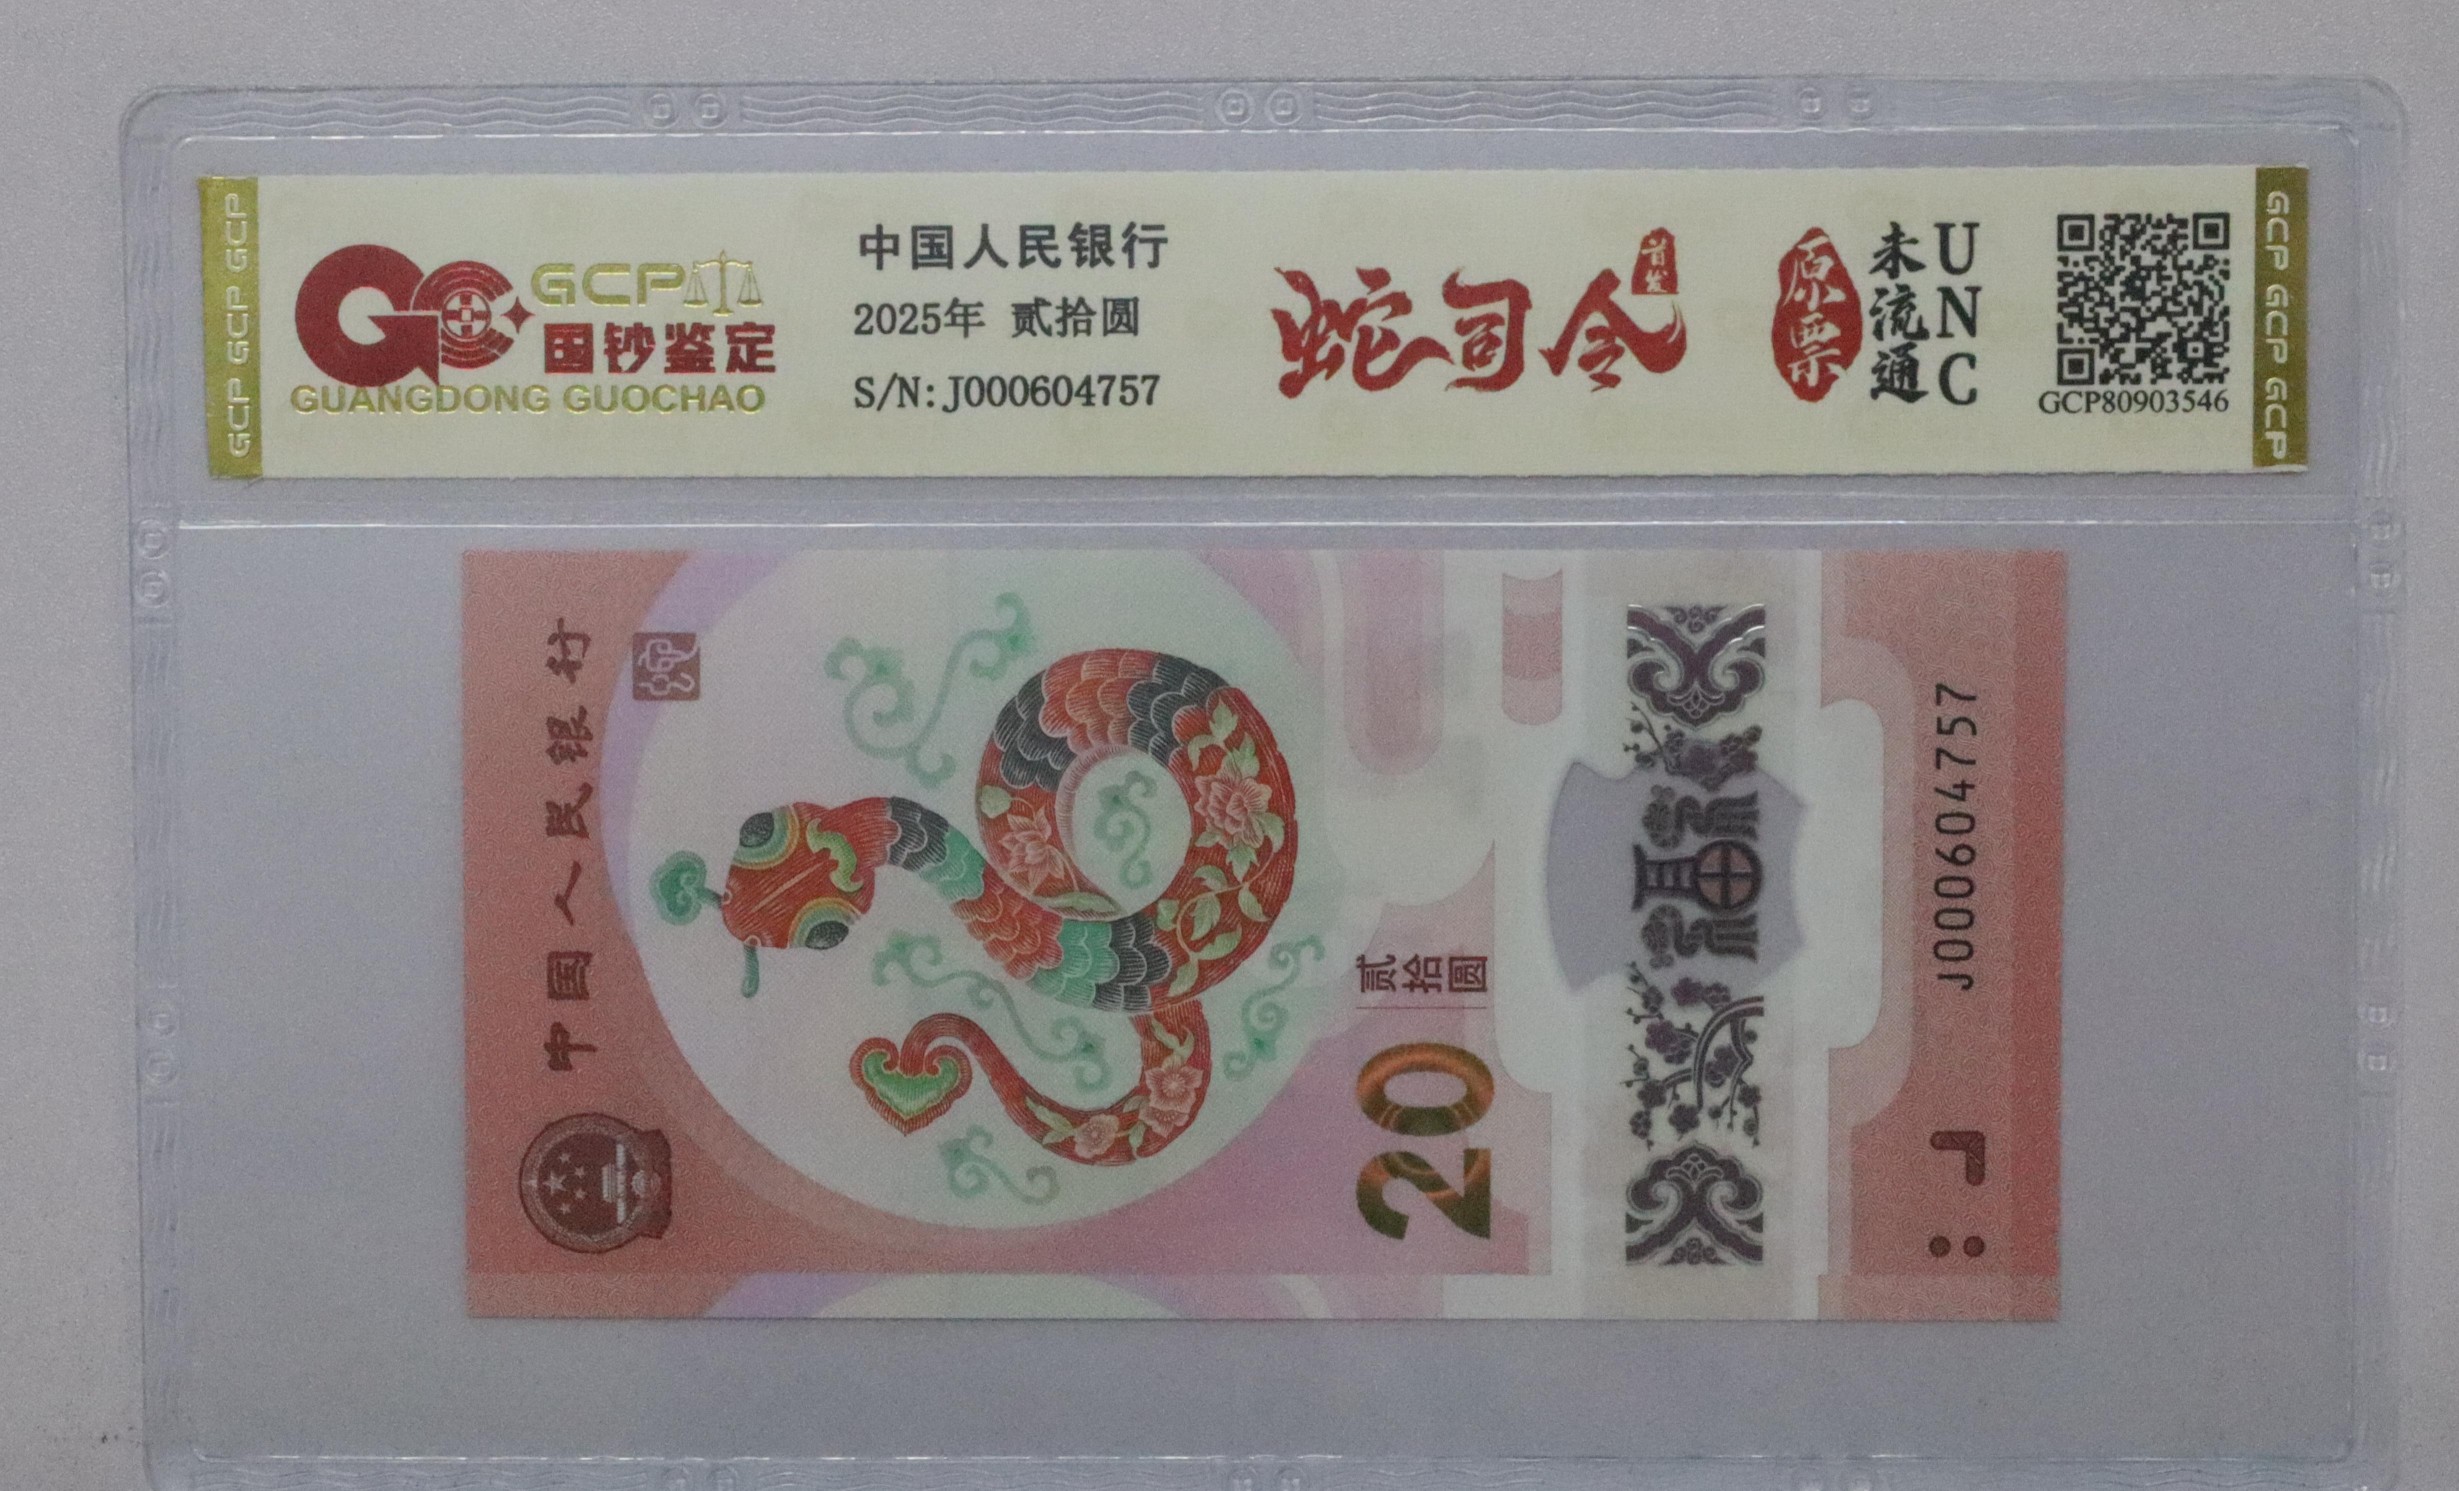 GCP GCP GCP
GCP
国钞鉴定
GUANGDONG GUOCHAO
中国人民银行
2025年 贰拾圆
S/N: J000604757
蛇司令
首发
原票
未流通
UNC
GCP80903546
GCP GCP GCP
中国人民银行
20
贰拾圆
福
J000604757